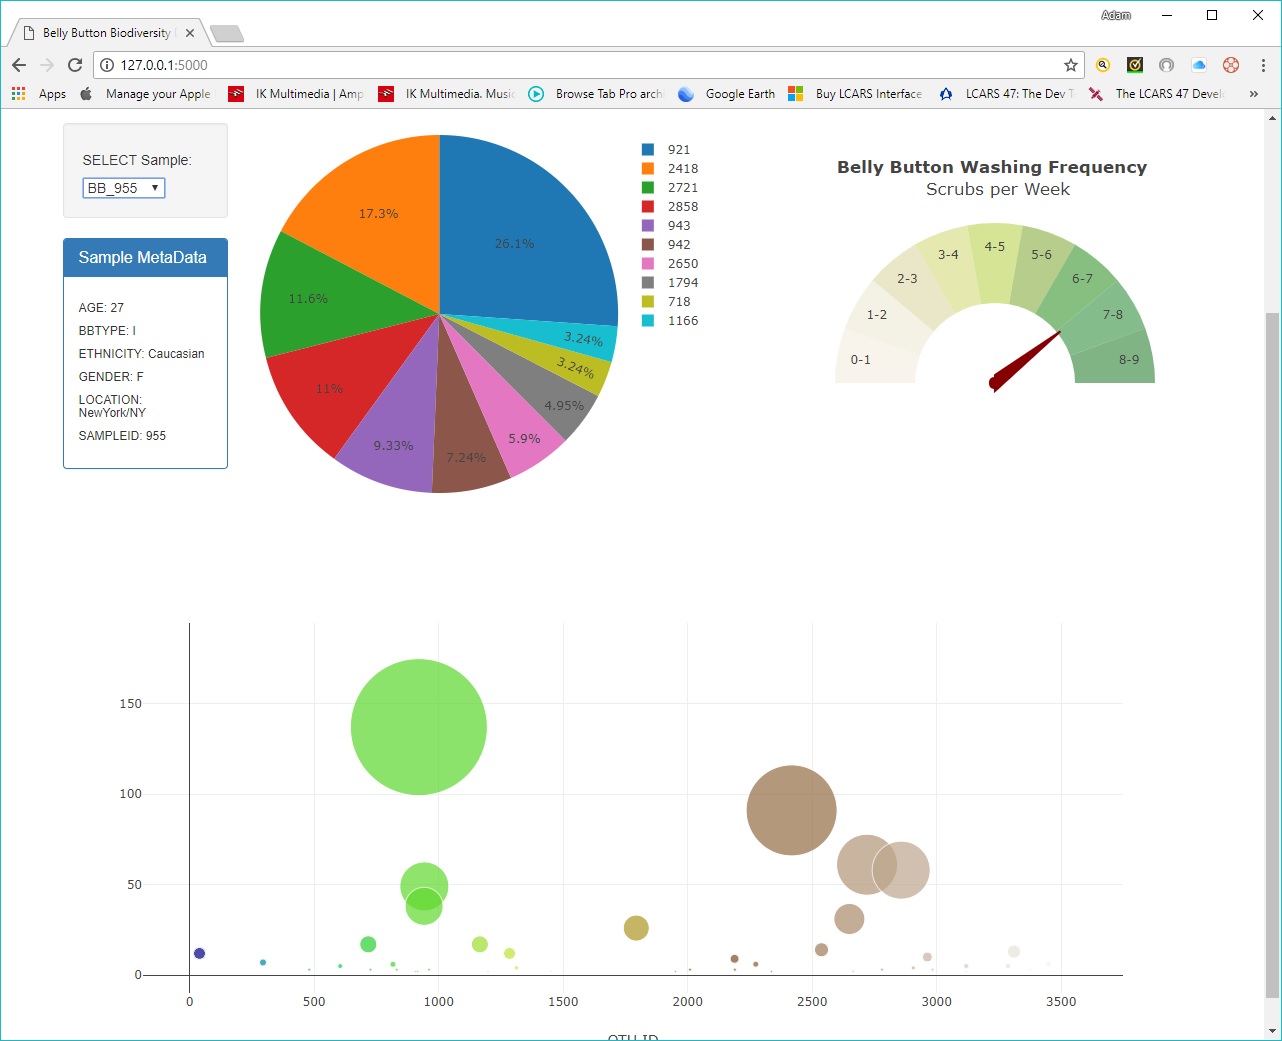 Adam
Belly Button Biodiversity
127.0.0.1:5000
Apps Manage your Apple IK Multimedia | Amp IK Multimedia. Music Browse Tab Pro arch Google Earth Buy LCARS Interface LCARS 47: The Dev T The LCARS 47 Devel »
SELECT Sample:
BB_955
Sample MetaData
AGE: 27
BBTYPE: I
ETHNICITY: Caucasian
GENDER: F
LOCATION:
NewYork/NY
SAMPLEID: 955
26.1%
17.3%
11.6%
11%
9.33%
7.24%
5.9%
4.95%
3.24%
3.24%
921
2418
2721
2858
943
942
2650
1794
718
1166
Belly Button Washing Frequency
Scrubs per Week
0-1
1-2
2-3
3-4
4-5
5-6
6-7
7-8
8-9
150
100
50
0
0 500 1000 1500 2000 2500 3000 3500
OTU ID